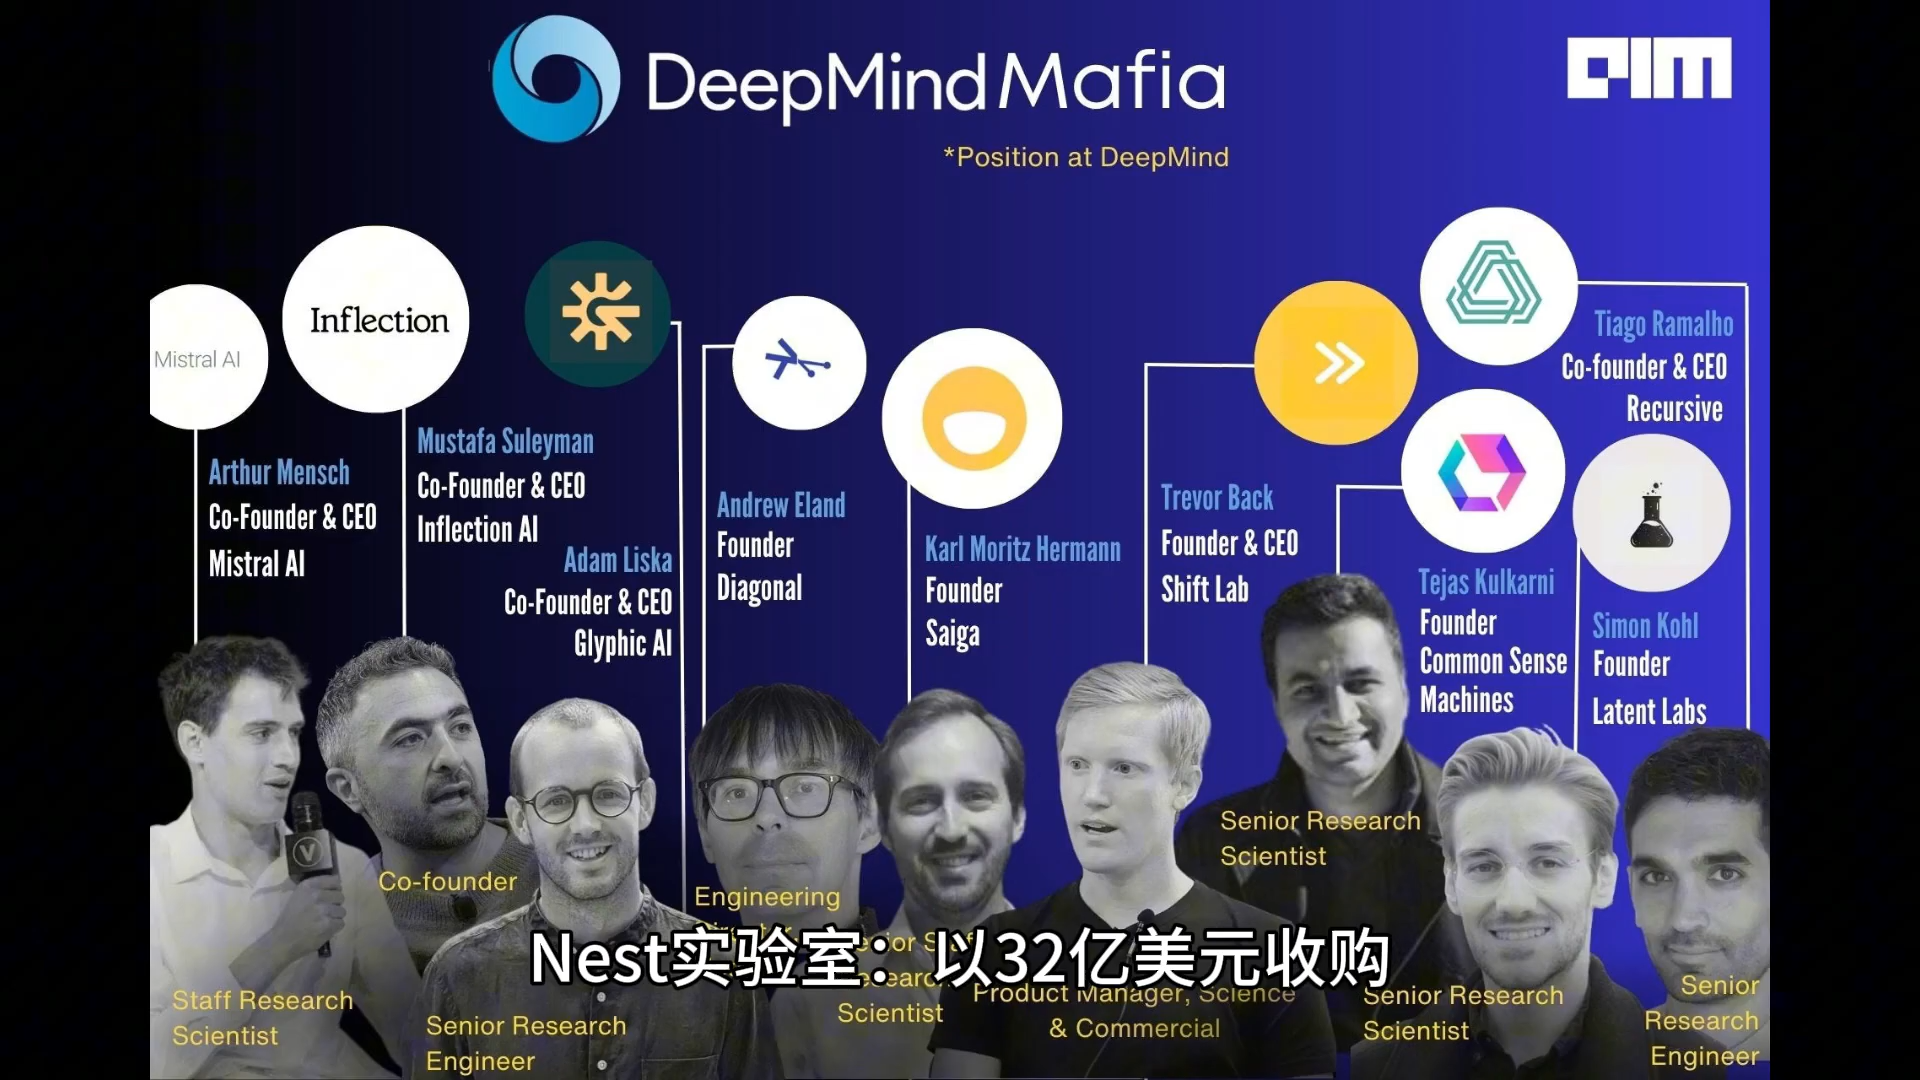 DeepMind Mafia
AIM
*Position at DeepMind
Mistral AI
Inflection
Arthur Mensch
Co-Founder & CEO
Mistral AI
Mustafa Suleyman
Co-Founder & CEO
Inflection AI
Adam Liska
Co-Founder & CEO
Glyphic AI
Andrew Eland
Founder
Diagonal
Karl Moritz Hermann
Founder
Saiga
Trevor Back
Founder & CEO
Shift Lab
Tiago Ramalho
Co-founder & CEO
Recursive
Tejas Kulkarni
Founder
Common Sense
Machines
Simon Kohl
Founder
Latent Labs
Staff Research
Scientist
Co-founder
Senior Research
Engineer
Engineering
Scientist
Product Manager, Science
& Commercial
Senior Research
Scientist
Senior Research
Scientist
Senior
Research
Engineer
Nest实验室：以32亿美元收购